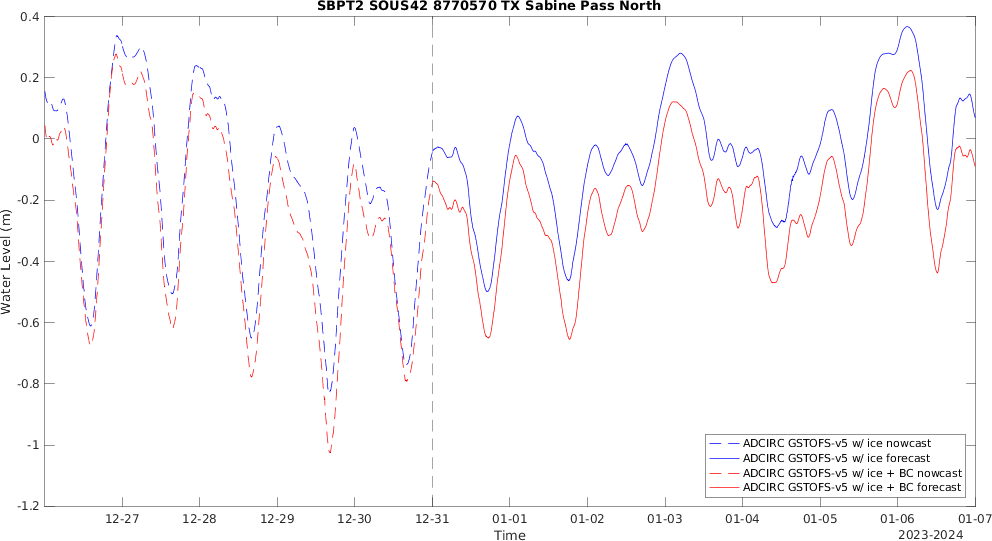 SBPT2 SOUS42 8770570 TX Sabine Pass North
Water Level (m)
0.4
0.2
0
-0.2
-0.4
-0.6
-0.8
-1
-1.2
12-27 12-28 12-29 12-30 12-31 01-01 01-02 01-03 01-04 01-05 01-06 01-07
Time
2023-2024
ADCIRC GSTOFS-v5 w/ ice nowcast
ADCIRC GSTOFS-v5 w/ ice forecast
ADCIRC GSTOFS-v5 w/ ice + BC nowcast
ADCIRC GSTOFS-v5 w/ ice + BC forecast